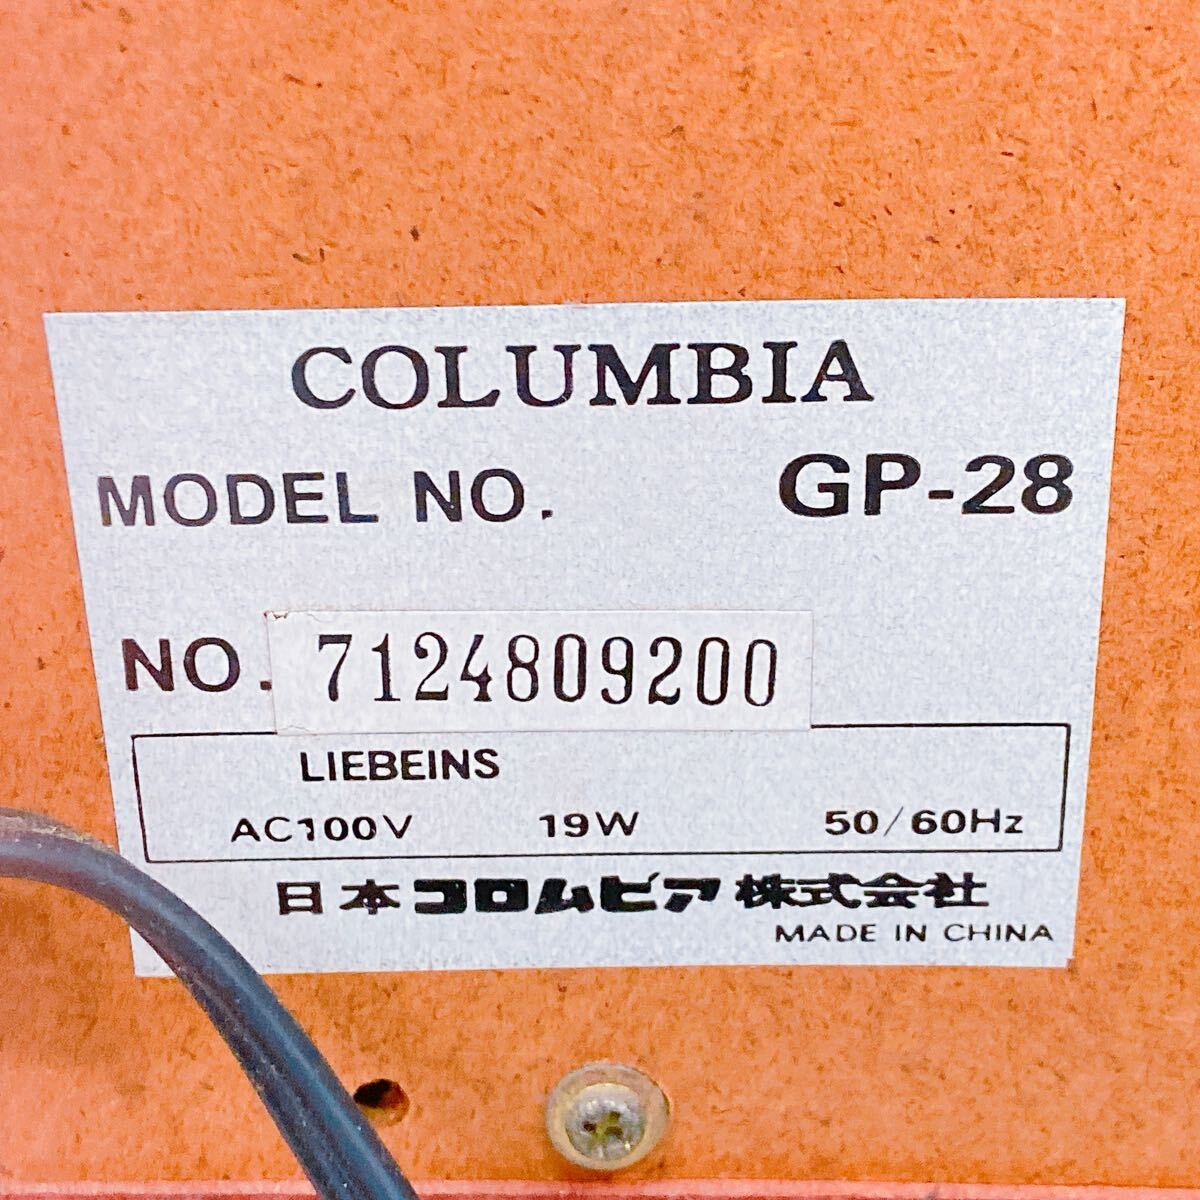 COLUMBIA
MODEL NO. GP-28
NO. 7124809200
LIEBEINS
AC100V 19W 50/60Hz
日本コロムビア株式会社
MADE IN CHINA